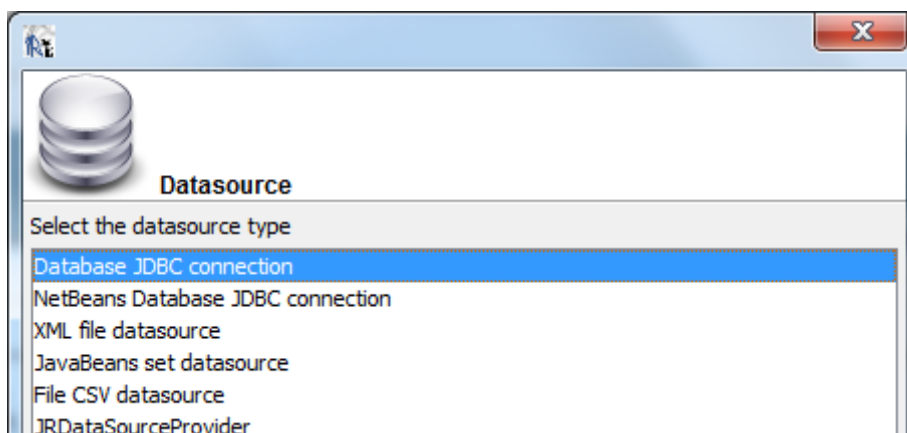 Datasource
Select the datasource type
Database JDBC connection
NetBeans Database JDBC connection
XML file datasource
JavaBeans set datasource
File CSV datasource
JRDataSourceProvider